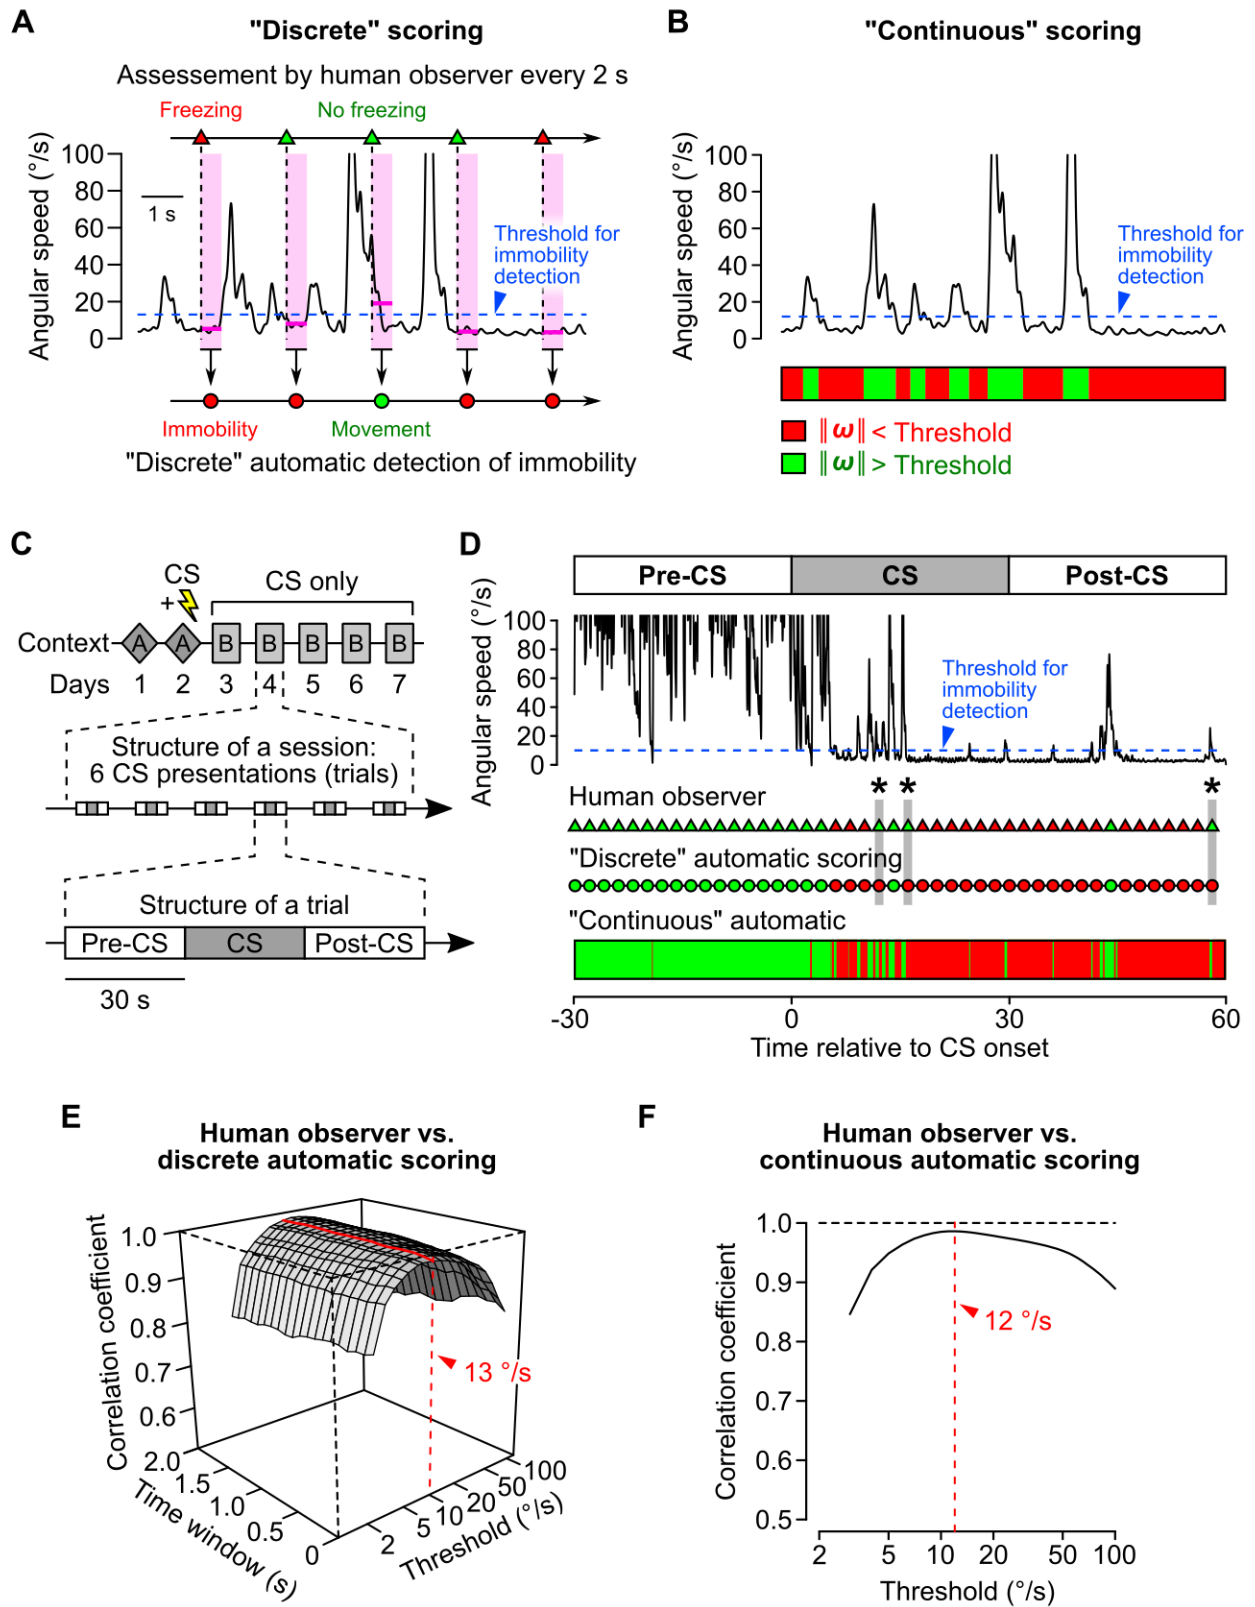 A
"Discrete" scoring
Assessement by human observer every 2 s
Freezing
No freezing
Angular speed (°/s)
100
80
60
40
20
0
1 s
Threshold for
immobility
detection
Immobility
Movement
"Discrete" automatic detection of immobility
B
"Continuous" scoring
Angular speed (°/s)
100
80
60
40
20
0
Threshold for
immobility
detection
‖ω‖ < Threshold
‖ω‖ > Threshold
C
CS
+
CS only
Context A A B B B B B
Days 1 2 3 4 5 6 7
Structure of a session:
6 CS presentations (trials)
Structure of a trial
Pre-CS CS Post-CS
30 s
D
Pre-CS CS Post-CS
Angular speed (°/s)
100
80
60
40
20
0
Threshold for
immobility
detection
* * *
Human observer
"Discrete" automatic scoring
"Continuous" automatic
-30 0 30 60
Time relative to CS onset
E
Human observer vs.
discrete automatic scoring
Correlation coefficient
1.0
0.9
0.8
0.7
0.6
2.0
1.5
1.0
0.5
0
Time window (s)
2
5
10
20
50
100
Threshold (°/s)
13 °/s
F
Human observer vs.
continuous automatic scoring
Correlation coefficient
1.0
0.9
0.8
0.7
0.6
0.5
12 °/s
2 5 10 20 50 100
Threshold (°/s)